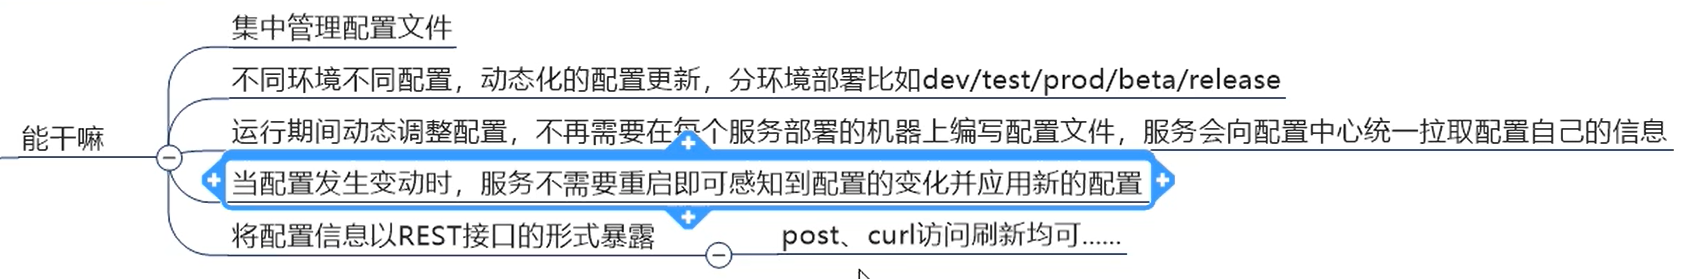 集中管理配置文件
不同环境不同配置，动态化的配置更新，分环境部署比如dev/test/prod/beta/release
能干嘛
运行期间动态调整配置，不再需要在每个服务部署的机器上编写配置文件，服务会向配置中心统一拉取配置自己的信息
当配置发生变动时，服务不需要重启即可感知到配置的变化并应用新的配置
将配置信息以REST接口的形式暴露
post、curl访问刷新均可......